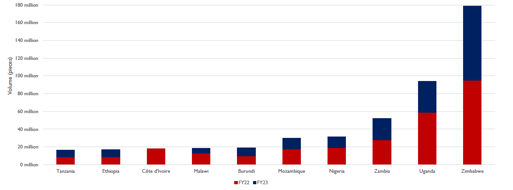 180 million
160 million
140 million
120 million
100 million
80 million
60 million
40 million
20 million
0 million
Volume (pieces)
Tanzania Ethiopia Côte d'Ivoire Malawi Burundi Mozambique Nigeria Zambia Uganda Zimbabwe
FY22 FY23